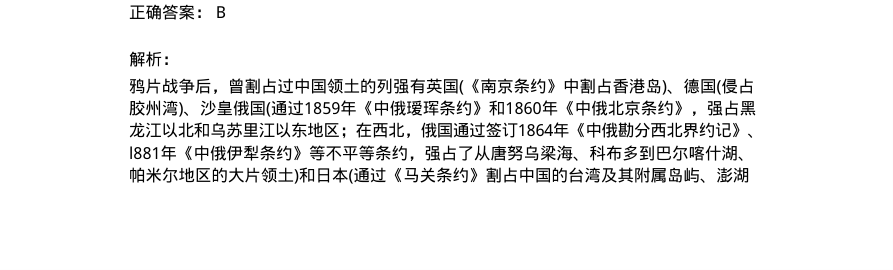 正确答案： B
解析：
鸦片战争后，曾割占过中国领土的列强有英国(《南京条约》中割占香港岛)、德国(侵占
胶州湾)、沙皇俄国(通过1859年《中俄瑷珲条约》和1860年《中俄北京条约》，强占黑
龙江以北和乌苏里江以东地区；在西北，俄国通过签订1864年《中俄勘分西北界约记》、
l881年《中俄伊犁条约》等不平等条约，强占了从唐努乌梁海、科布多到巴尔喀什湖、
帕米尔地区的大片领土)和日本(通过《马关条约》割占中国的台湾及其附属岛屿、澎湖